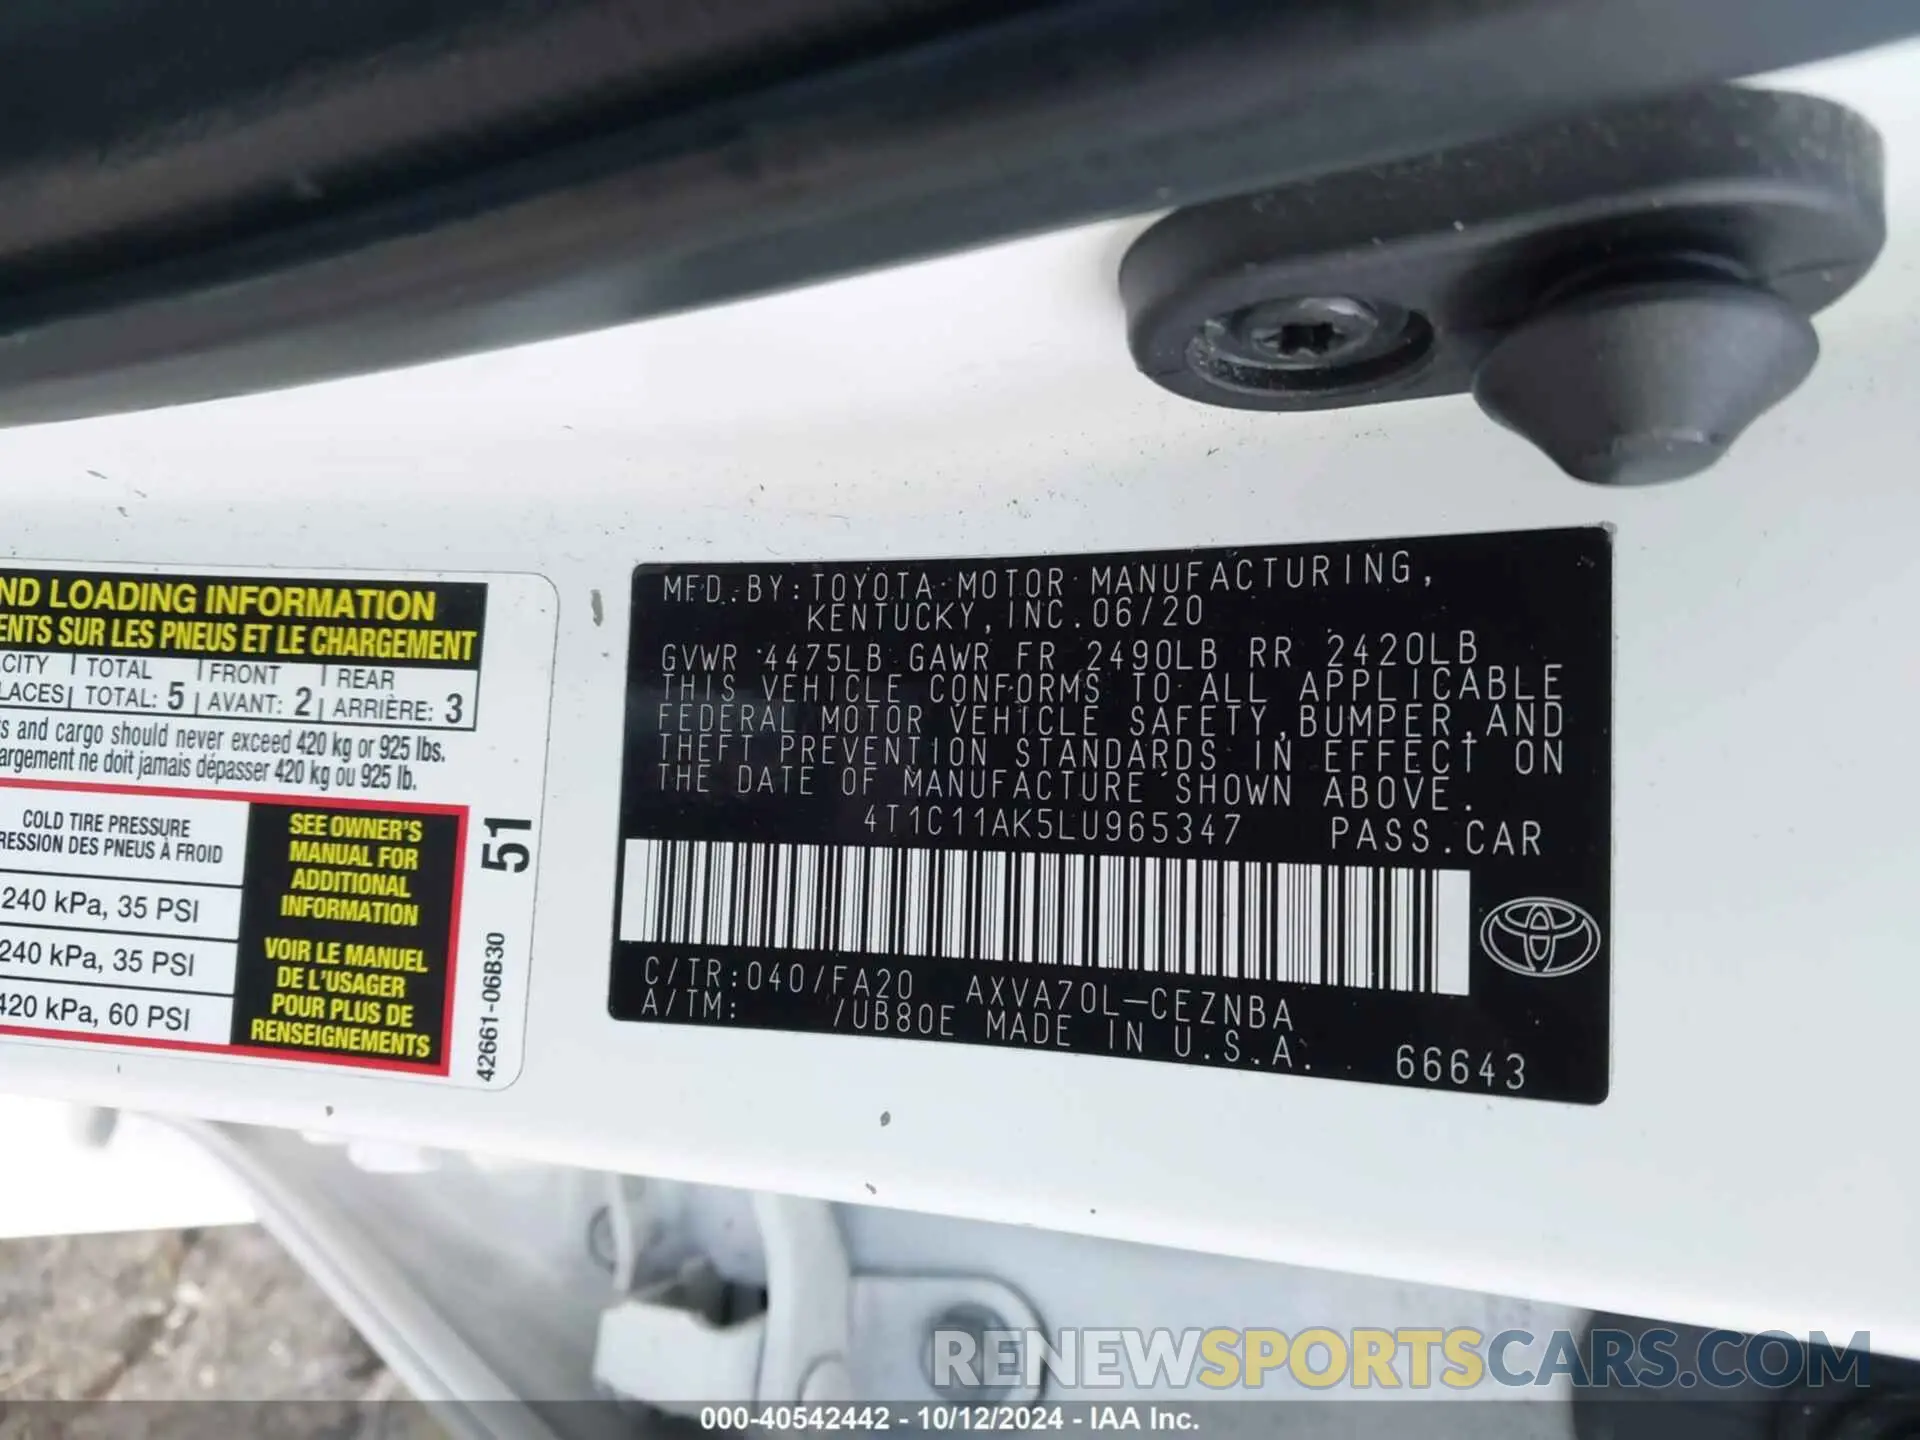 ND LOADING INFORMATION
ENTS SUR LES PNEUS ET LE CHARGEMENT
CITY | TOTAL | FRONT | REAR
LACES | TOTAL: 5 | AVANT: 2 | ARRIÈRE: 3
s and cargo should never exceed 420 kg or 925 lbs.
argement ne doit jamais dépasser 420 kg ou 925 lb.
COLD TIRE PRESSURE
RESSION DES PNEUS À FROID
240 kPa, 35 PSI
240 kPa, 35 PSI
420 kPa, 60 PSI
SEE OWNER'S
MANUAL FOR
ADDITIONAL
INFORMATION
VOIR LE MANUEL
DE L'USAGER
POUR PLUS DE
RENSEIGNEMENTS
51
42661-06B30
MFD. BY: TOYOTA MOTOR MANUFACTURING,
KENTUCKY, INC. 06/20
GVWR 4475LB GAWR FR 2490LB RR 2420LB
THIS VEHICLE CONFORMS TO ALL APPLICABLE
FEDERAL MOTOR VEHICLE SAFETY, BUMPER, AND
THEFT PREVENTION STANDARDS IN EFFECT ON
THE DATE OF MANUFACTURE SHOWN ABOVE.
4T1C11AK5LU965347 PASS. CAR
C/TR: 040/FA20 AXVA70L-CEZNBA
A/TM: /UB80E MADE IN U.S.A.
66643
RENEWSPORTSCARS.COM
000-40542442 - 10/12/2024 - IAA Inc.